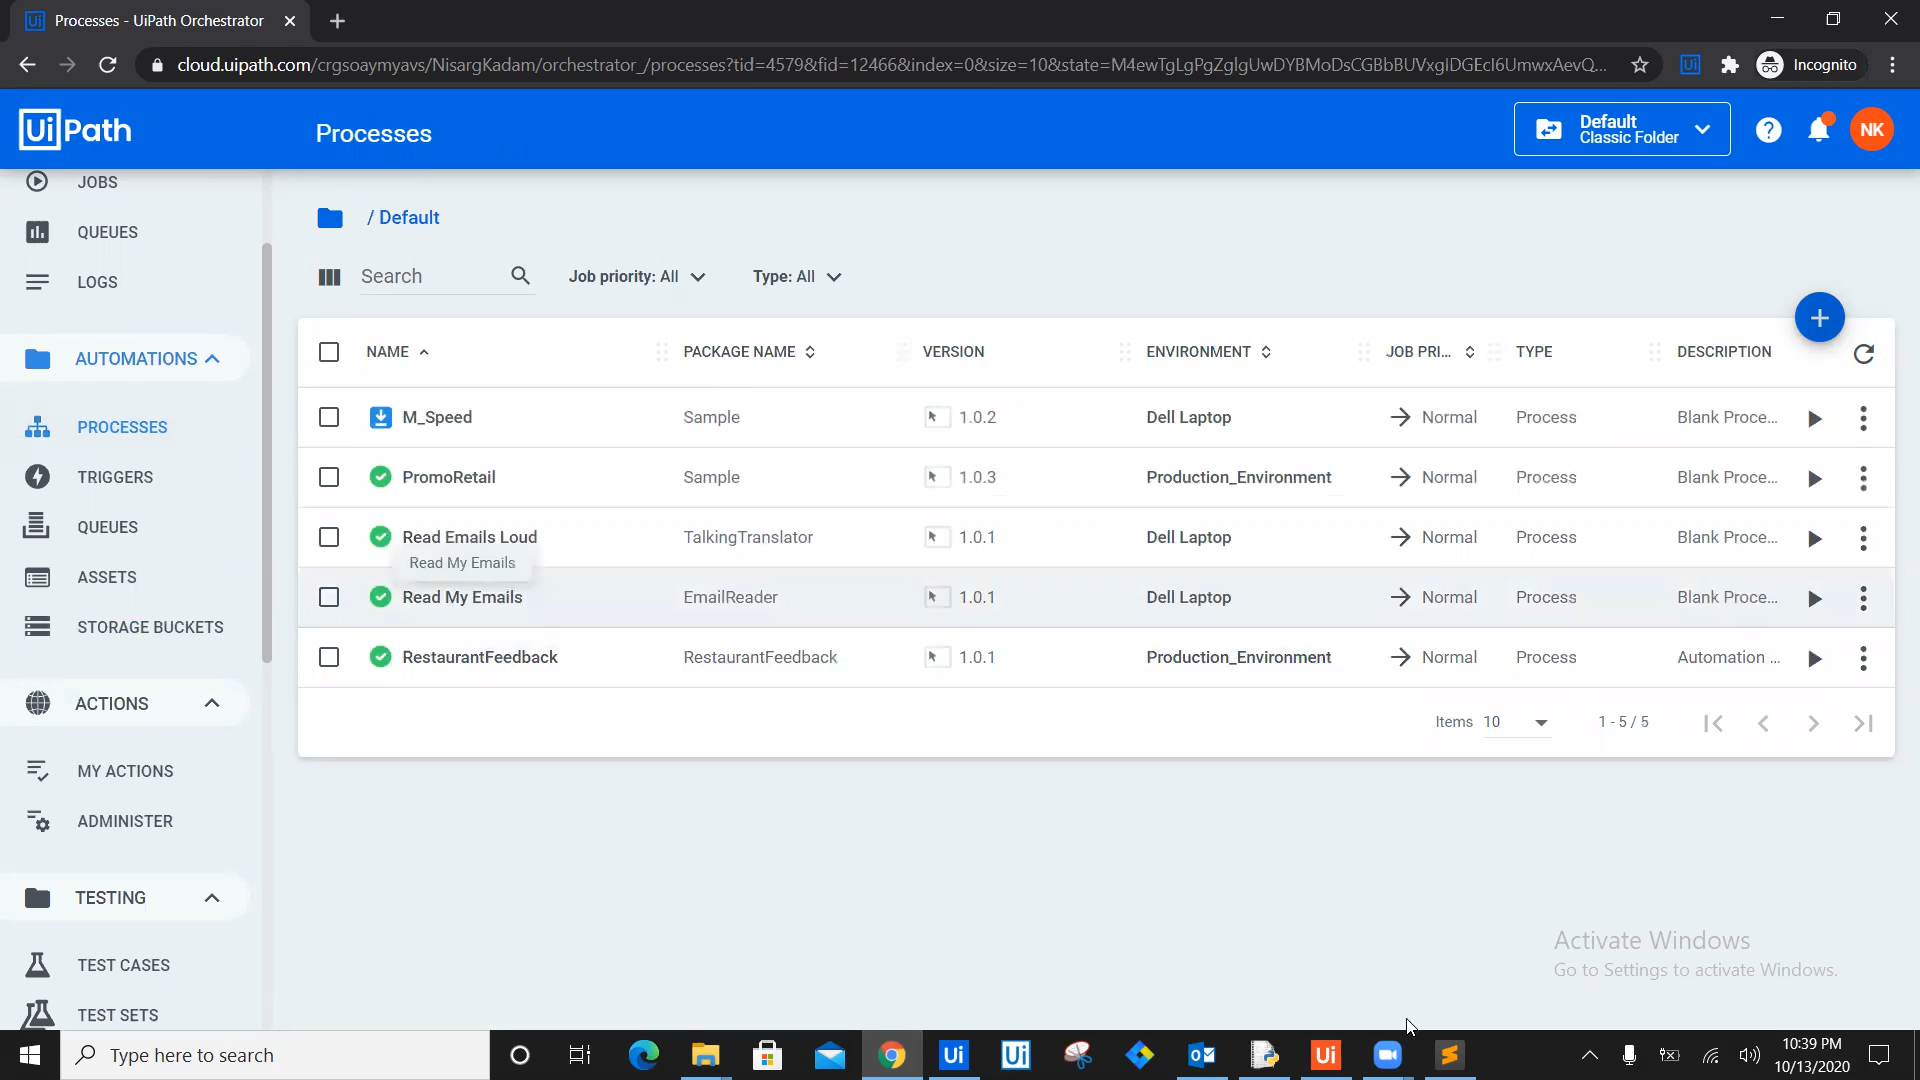 Processes - UiPath Orchestrator
cloud.uipath.com/crgsoaymyavs/NisargKadam/orchestrator_/processes?tid=4579&fid=12466&index=0&size=10&state=
Incognito
UiPath
Processes
Default
Classic Folder
NK
JOBS
QUEUES
LOGS
AUTOMATIONS
PROCESSES
TRIGGERS
QUEUES
ASSETS
STORAGE BUCKETS
ACTIONS
MY ACTIONS
ADMINISTER
TESTING
TEST CASES
TEST SETS
/ Default
Search
Job priority: All
Type: All
NAME PACKAGE NAME VERSION ENVIRONMENT JOB PRI... TYPE DESCRIPTION
M_Speed Sample 1.0.2 Dell Laptop Normal Process Blank Proce...
PromoRetail Sample 1.0.3 Production_Environment Normal Process Blank Proce...
Read Emails Loud TalkingTranslator 1.0.1 Dell Laptop Normal Process Blank Proce...
Read My Emails
Read My Emails EmailReader 1.0.1 Dell Laptop Normal Process Blank Proce...
RestaurantFeedback RestaurantFeedback 1.0.1 Production_Environment Normal Process Automation ...
Items 10 1 - 5 / 5
Activate Windows
Go to Settings to activate Windows.
Type here to search
10:39 PM
10/13/2020